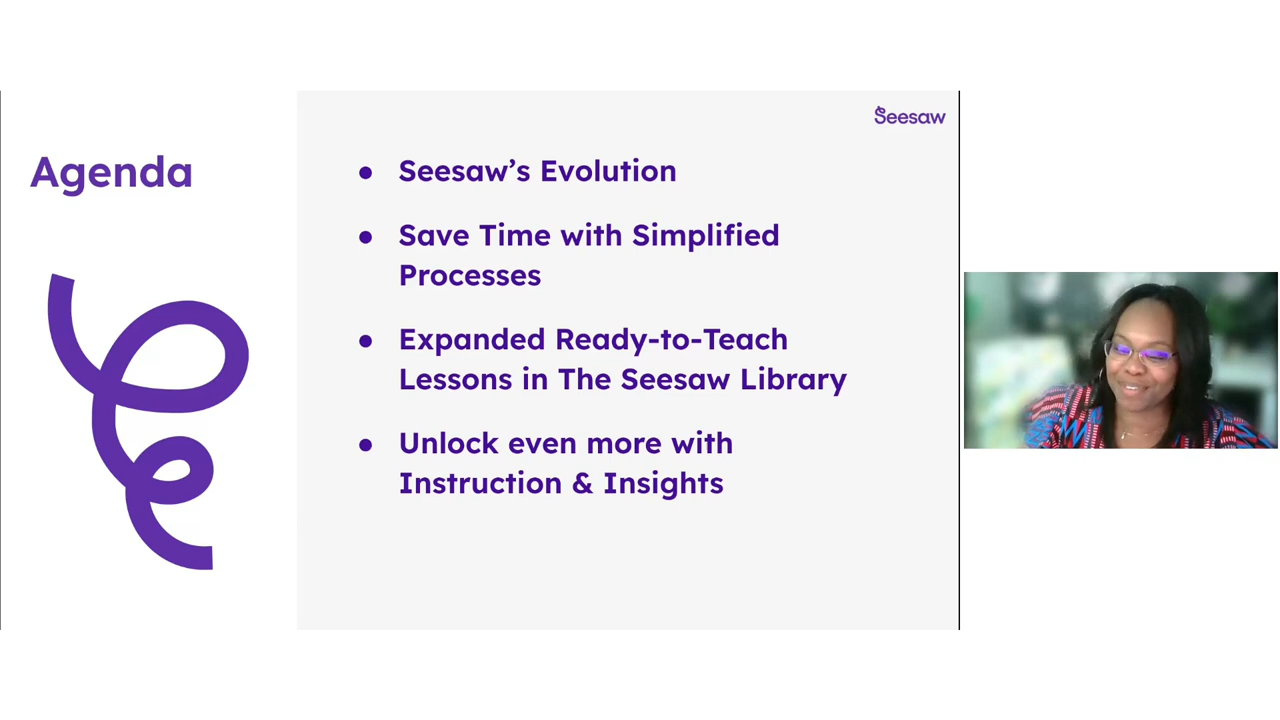 Agenda
Seesaw
• Seesaw’s Evolution
• Save Time with Simplified
Processes
• Expanded Ready-to-Teach
Lessons in The Seesaw Library
• Unlock even more with
Instruction & Insights